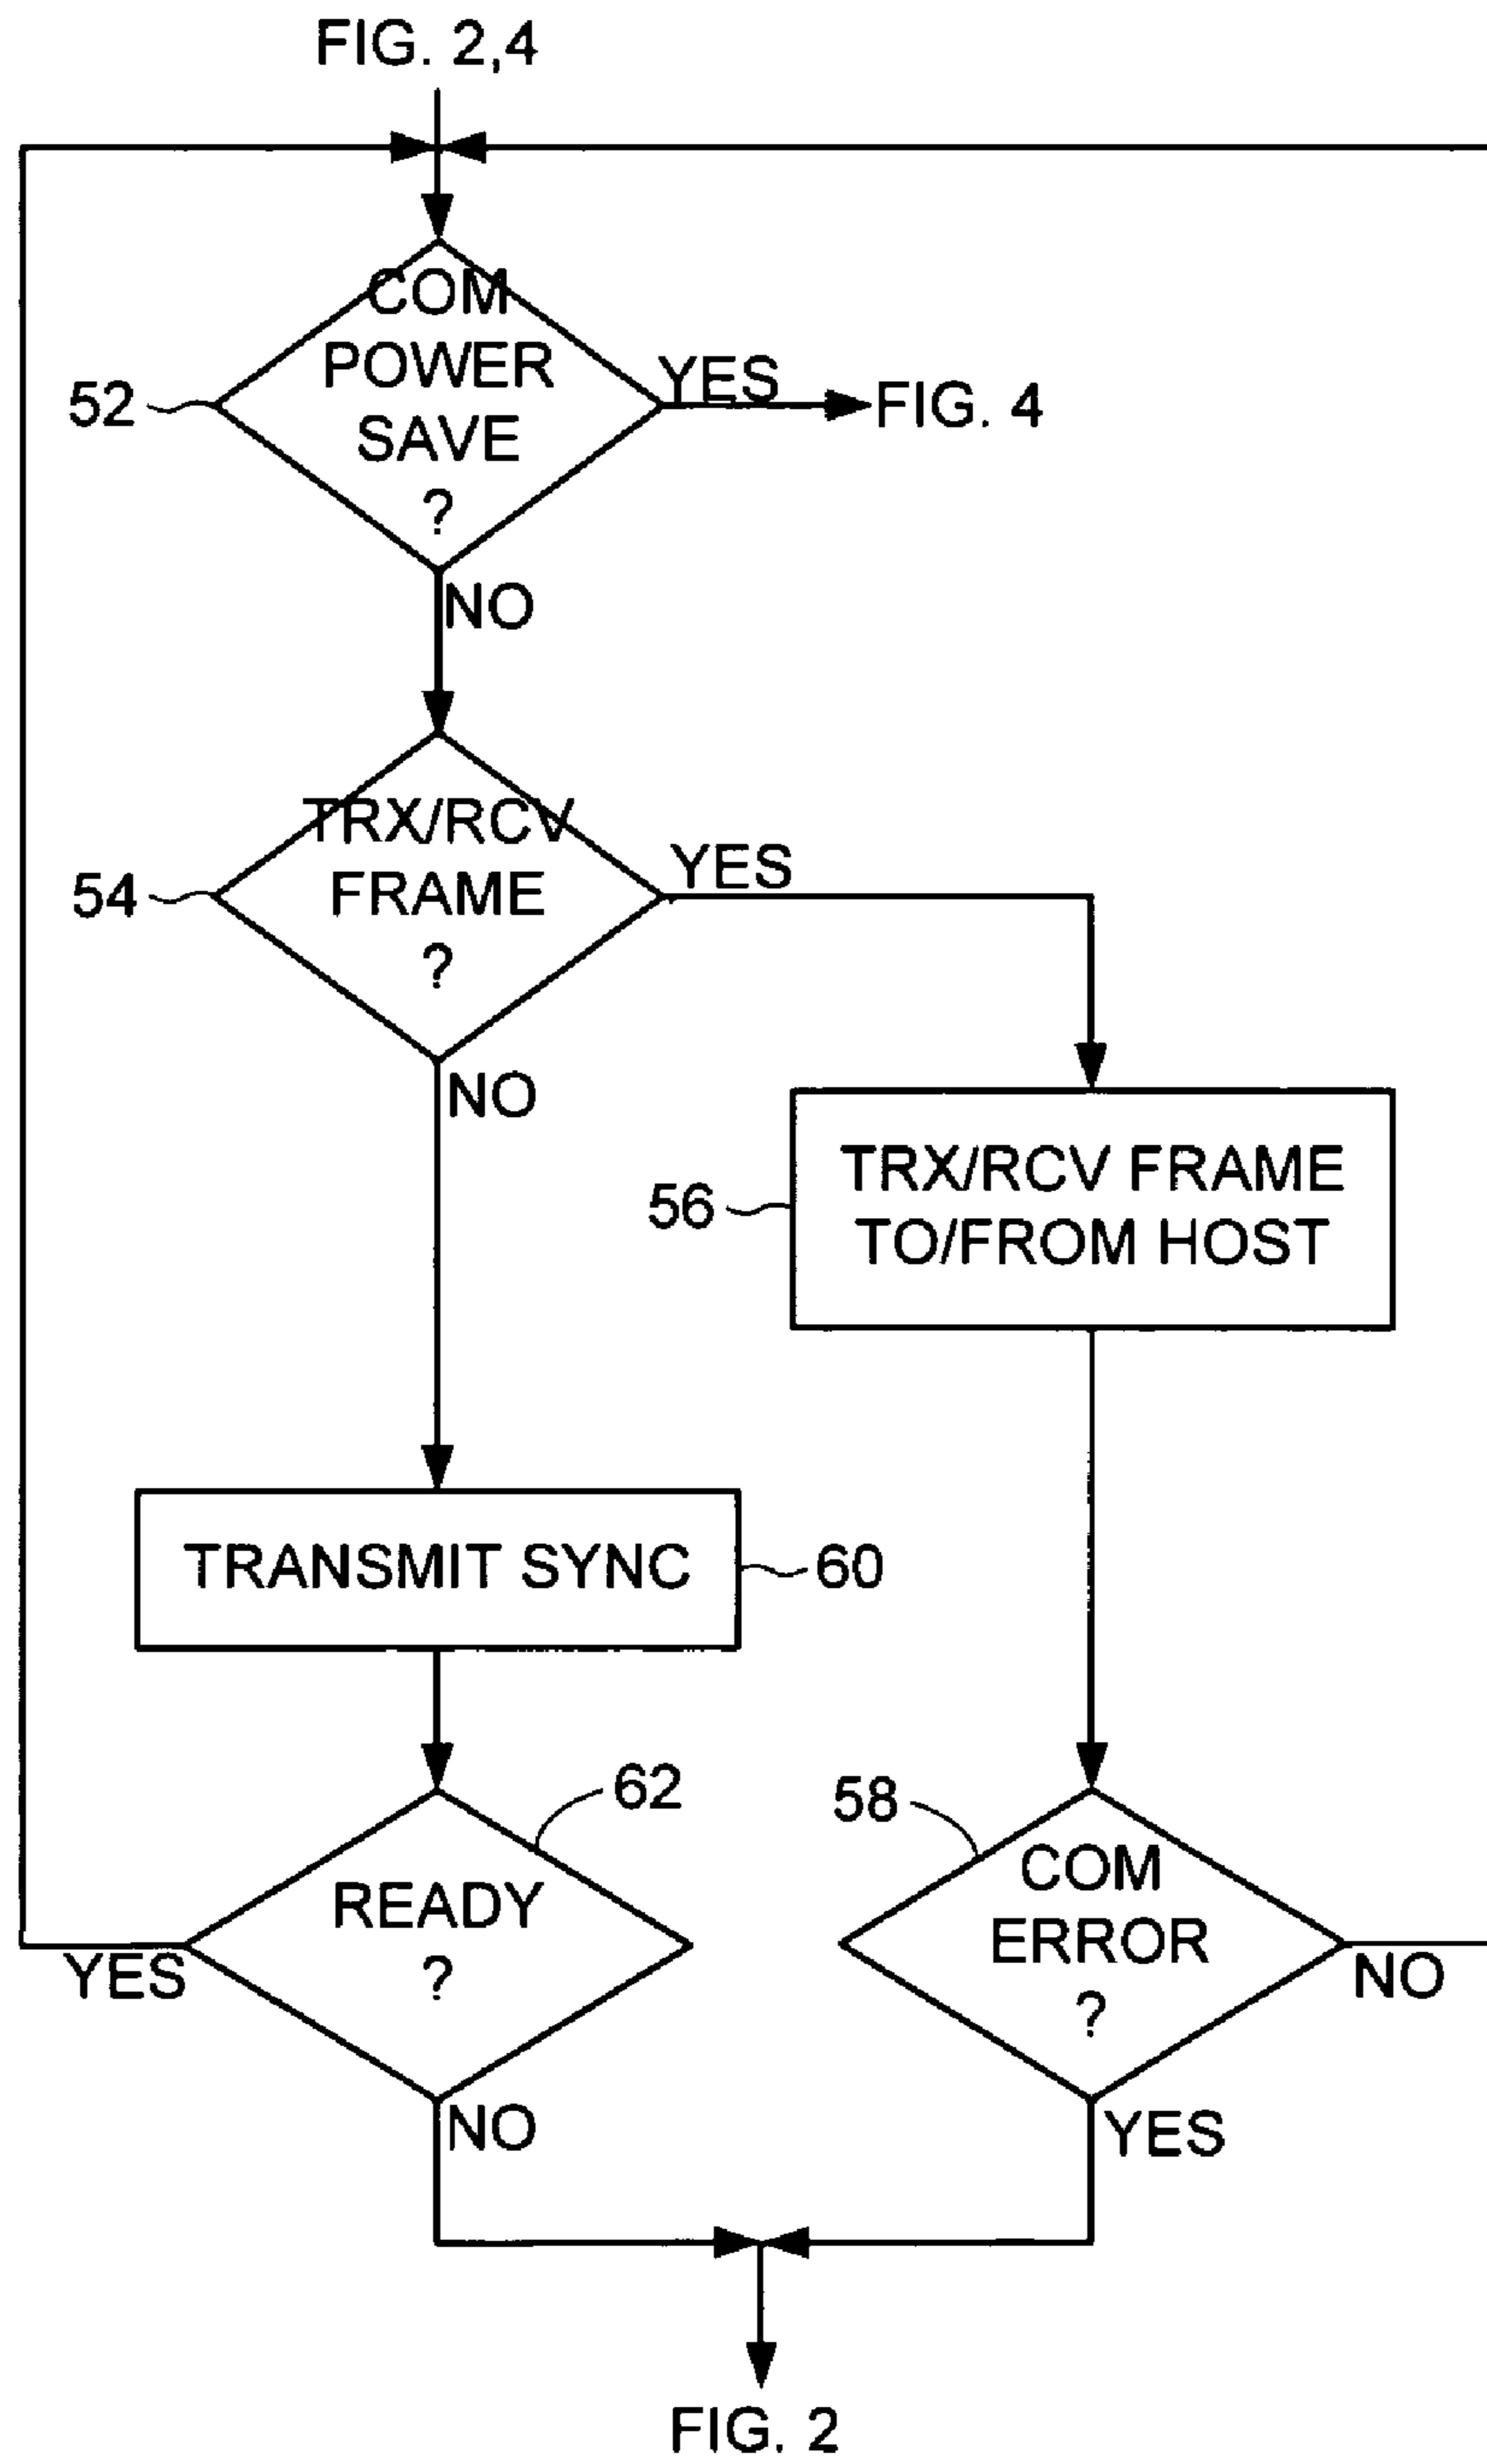 FIG. 2,4
COM
POWER
SAVE
?
52
YES
FIG. 4
NO
TRX/RCV
FRAME
?
54
YES
NO
TRX/RCV FRAME
TO/FROM HOST
56
TRANSMIT SYNC
60
62
READY
?
YES
NO
58
COM
ERROR
?
NO
YES
FIG. 2